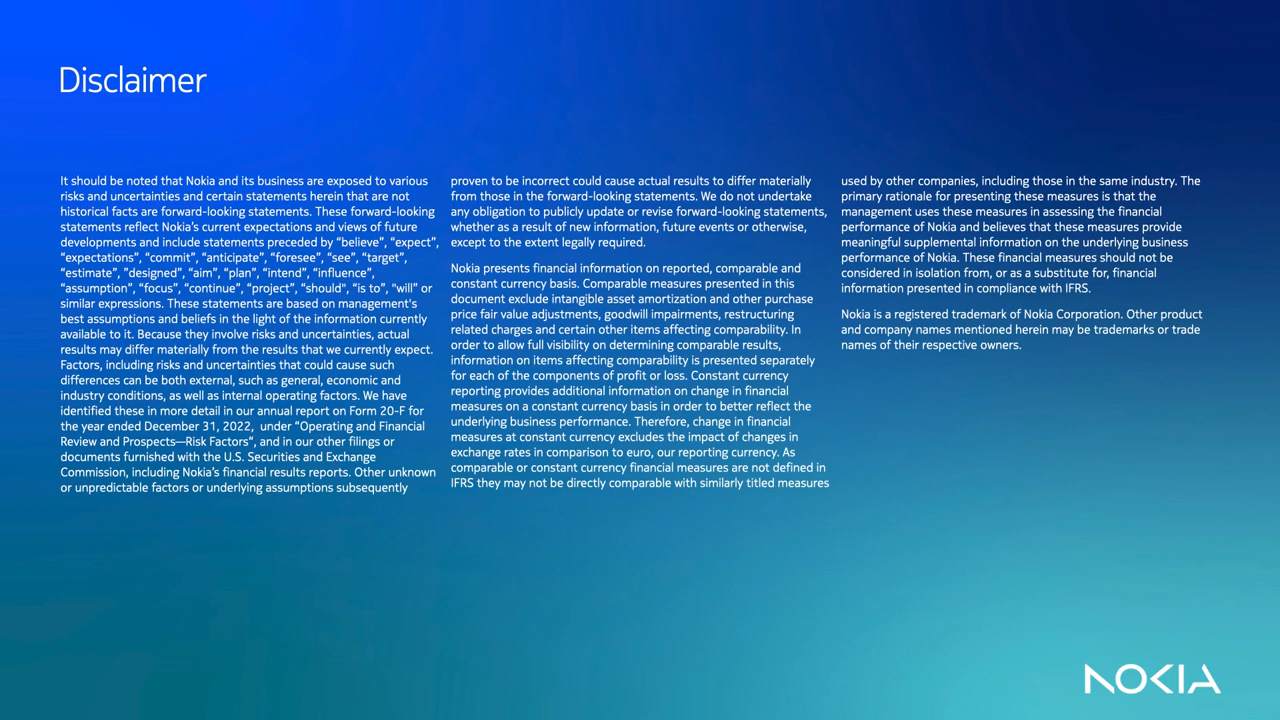 Disclaimer
It should be noted that Nokia and its business are exposed to various
risks and uncertainties and certain statements herein that are not
historical facts are forward-looking statements. These forward-looking
statements reflect Nokia's current expectations and views of future
developments and include statements preceded by “believe”, “expect”,
“expectations”, “commit”, “anticipate”, “foresee”, “see”, “target”,
“estimate”, “designed”, “aim”, “plan”, “intend”, “influence”,
“assumption”, “focus”, “continue”, “project”, “should", “is to”, "will” or
similar expressions. These statements are based on management's
best assumptions and beliefs in the light of the information currently
available to it. Because they involve risks and uncertainties, actual
results may differ materially from the results that we currently expect.
Factors, including risks and uncertainties that could cause such
differences can be both external, such as general, economic and
industry conditions, as well as internal operating factors. We have
identified these in more detail in our annual report on Form 20-F for
the year ended December 31, 2022, under “Operating and Financial
Review and Prospects—Risk Factors“, and in our other filings or
documents furnished with the U.S. Securities and Exchange
Commission, including Nokia’s financial results reports. Other unknown
or unpredictable factors or underlying assumptions subsequently
proven to be incorrect could cause actual results to differ materially
from those in the forward-looking statements. We do not undertake
any obligation to publicly update or revise forward-looking statements,
whether as a result of new information, future events or otherwise,
except to the extent legally required.
Nokia presents financial information on reported, comparable and
constant currency basis. Comparable measures presented in this
document exclude intangible asset amortization and other purchase
price fair value adjustments, goodwill impairments, restructuring
related charges and certain other items affecting comparability. In
order to allow full visibility on determining comparable results,
information on items affecting comparability is presented separately
for each of the components of profit or loss. Constant currency
reporting provides additional information on change in financial
measures on a constant currency basis in order to better reflect the
underlying business performance. Therefore, change in financial
measures at constant currency excludes the impact of changes in
exchange rates in comparison to euro, our reporting currency. As
comparable or constant currency financial measures are not defined in
IFRS they may not be directly comparable with similarly titled measures
used by other companies, including those in the same industry. The
primary rationale for presenting these measures is that the
management uses these measures in assessing the financial
performance of Nokia and believes that these measures provide
meaningful supplemental information on the underlying business
performance of Nokia. These financial measures should not be
considered in isolation from, or as a substitute for, financial
information presented in compliance with IFRS.
Nokia is a registered trademark of Nokia Corporation. Other product
and company names mentioned herein may be trademarks or trade
names of their respective owners.
NOKIA